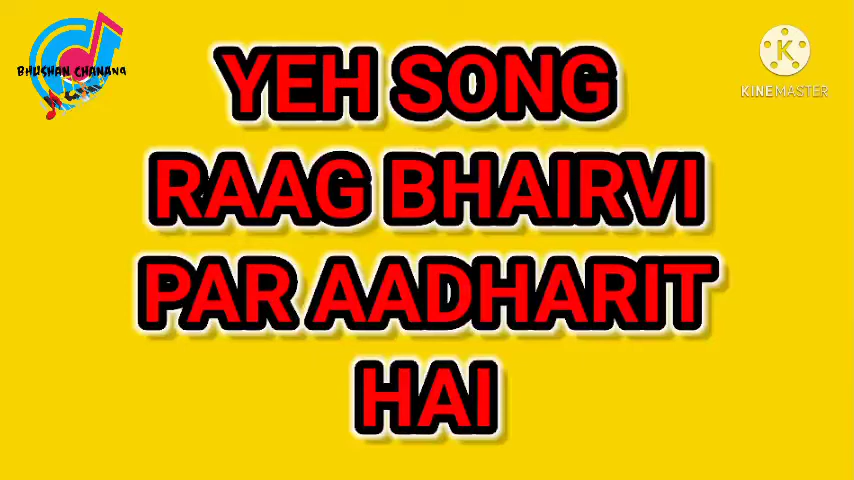 BHUSHAN CHANANA
KINEMASTER
YEH SONG
RAAG BHAIRVI
PAR AADHARIT
HAI